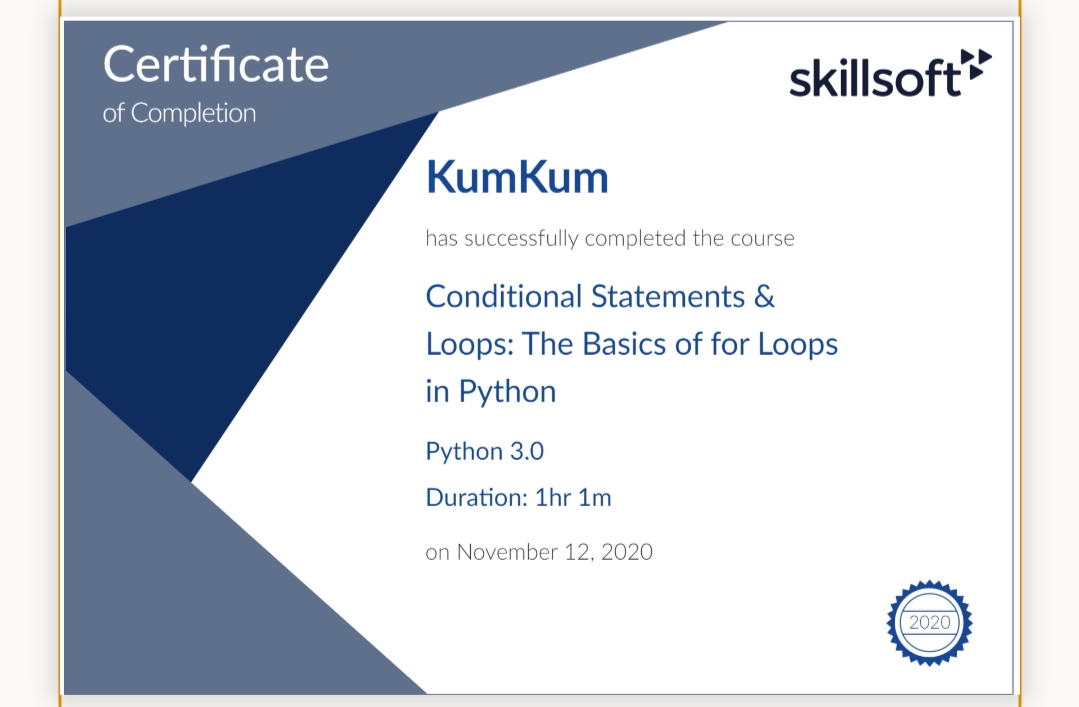 Certificate
of Completion
skillsoft
KumKum
has successfully completed the course
Conditional Statements &
Loops: The Basics of for Loops
in Python
Python 3.0
Duration: 1hr 1m
on November 12, 2020
2020